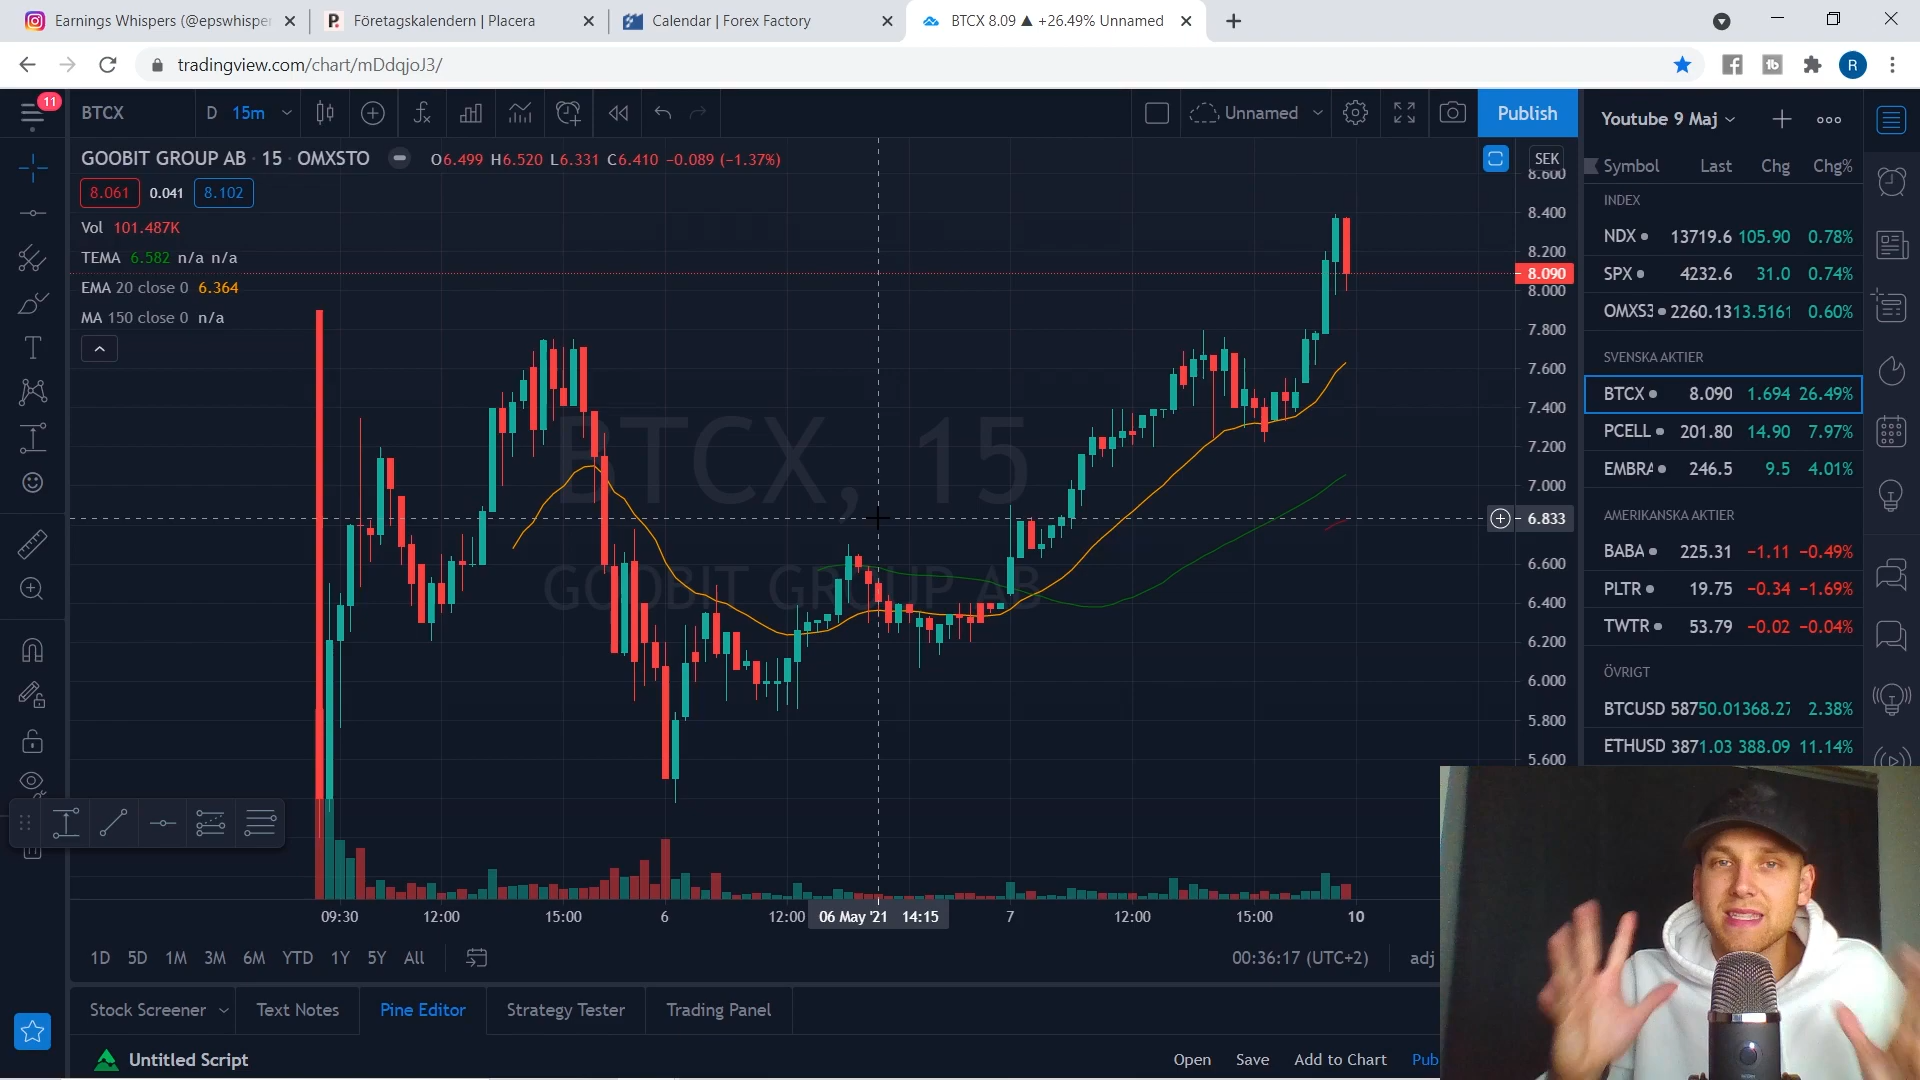 Earnings Whispers (@epswhisper
Företagskalendern | Placera
Calendar | Forex Factory
BTCX 8.09 ▲ +26.49% Unnamed
tradingview.com/chart/mDdqjoJ3/
R
11
BTCX
D 15m
Unnamed
Publish
Youtube 9 Maj
GOOBIT GROUP AB · 15 · OMXSTO
O6.499 H6.520 L6.331 C6.410 −0.089 (−1.37%)
SEK
8.061 0.041 8.102
Vol 101.487K
TEMA 6.582 n/a n/a
EMA 20 close 0 6.364
MA 150 close 0 n/a
BTCX, 15
GOOBIT GROUP AB
8.600
8.400
8.200
8.090
8.000
7.800
7.600
7.400
7.200
7.000
6.833
6.600
6.400
6.200
6.000
5.800
5.600
Symbol Last Chg Chg%
INDEX
NDX 13719.6 105.90 0.78%
SPX 4232.6 31.0 0.74%
OMXS3 2260.13 13.5161 0.60%
SVENSKA AKTIER
BTCX 8.090 1.694 26.49%
PCELL 201.80 14.90 7.97%
EMBRA 246.5 9.5 4.01%
AMERIKANSKA AKTIER
BABA 225.31 −1.11 −0.49%
PLTR 19.75 −0.34 −1.69%
TWTR 53.79 −0.02 −0.04%
ÖVRIGT
BTCUSD 58750.01 1368.27 2.38%
ETHUSD 3871.03 388.09 11.14%
09:30 12:00 15:00 6 12:00 06 May '21 14:15 7 12:00 15:00 10
1D 5D 1M 3M 6M YTD 1Y 5Y All
00:36:17 (UTC+2) adj
Stock Screener Text Notes Pine Editor Strategy Tester Trading Panel
Untitled Script
Open Save Add to Chart Pub